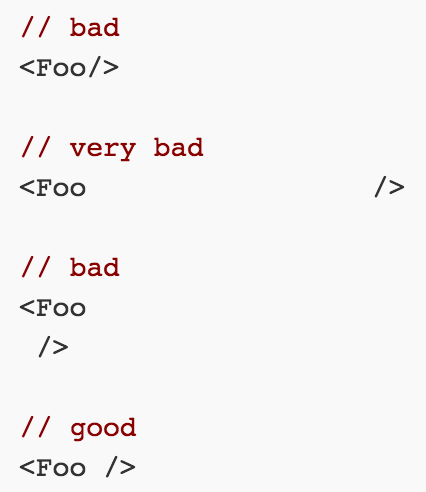 // bad
<Foo/>
// very bad
<Foo                 />
// bad
<Foo
 />
// good
<Foo />